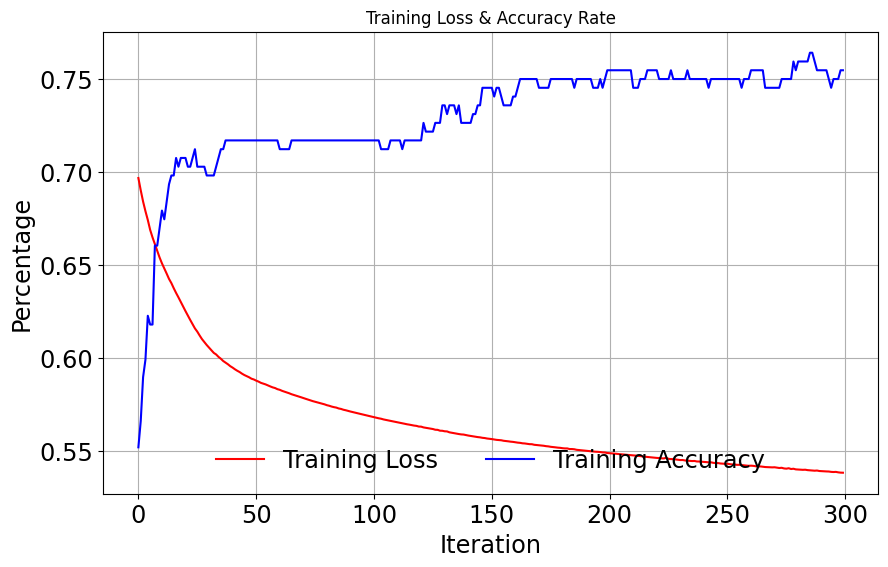 Training Loss & Accuracy Rate
0.75
0.70
0.65
0.60
0.55
Percentage
Training Loss Training Accuracy
0 50 100 150 200 250 300
Iteration